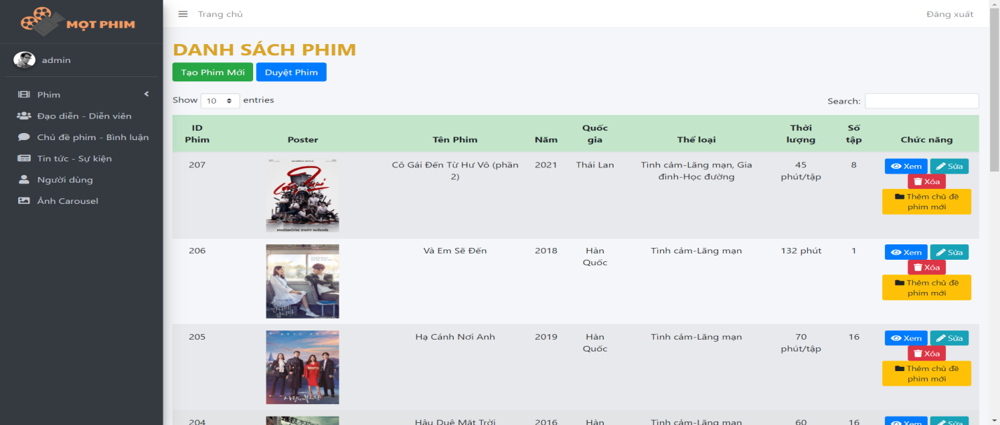 MỌT PHIM
admin
Phim
Đạo diễn - Diễn viên
Chủ đề phim - Bình luận
Tin tức - Sự kiện
Người dùng
Ảnh Carousel
Trang chủ
Đăng xuất
DANH SÁCH PHIM
Tạo Phim Mới
Duyệt Phim
Show 10 entries
Search:
ID Phim
Poster
Tên Phim
Năm
Quốc gia
Thể loại
Thời lượng
Số tập
Chức năng
207
Cô Gái Đến Từ Hư Vô (phần
2)
2021
Thái Lan
Tình cảm-Lãng mạn, Gia
đình-Học đường
45
phút/tập
8
Xem
Sửa
Xóa
Thêm chủ đề
phim mới
206
Và Em Sẽ Đến
2018
Hàn
Quốc
Tình cảm-Lãng mạn
132 phút
1
Xem
Sửa
Xóa
Thêm chủ đề
phim mới
205
Hạ Cánh Nơi Anh
2019
Hàn
Quốc
Tình cảm-Lãng mạn
70
phút/tập
16
Xem
Sửa
Xóa
Thêm chủ đề
phim mới
204
Hậu Duệ Mặt Trời
2016
Hàn
Tình cảm-Lãng mạn
60
16
Xem
Sửa